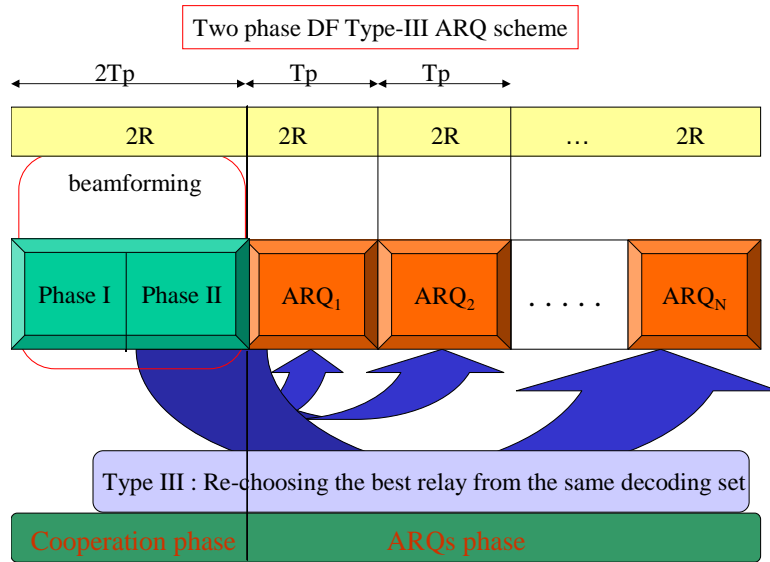 Two phase DF Type-III ARQ scheme
2Tp Tp Tp
2R 2R 2R ... 2R
beamforming
Phase I Phase II ARQ₁ ARQ₂ . . . . . ARQ_N
Type III : Re-choosing the best relay from the same decoding set
Cooperation phase ARQs phase